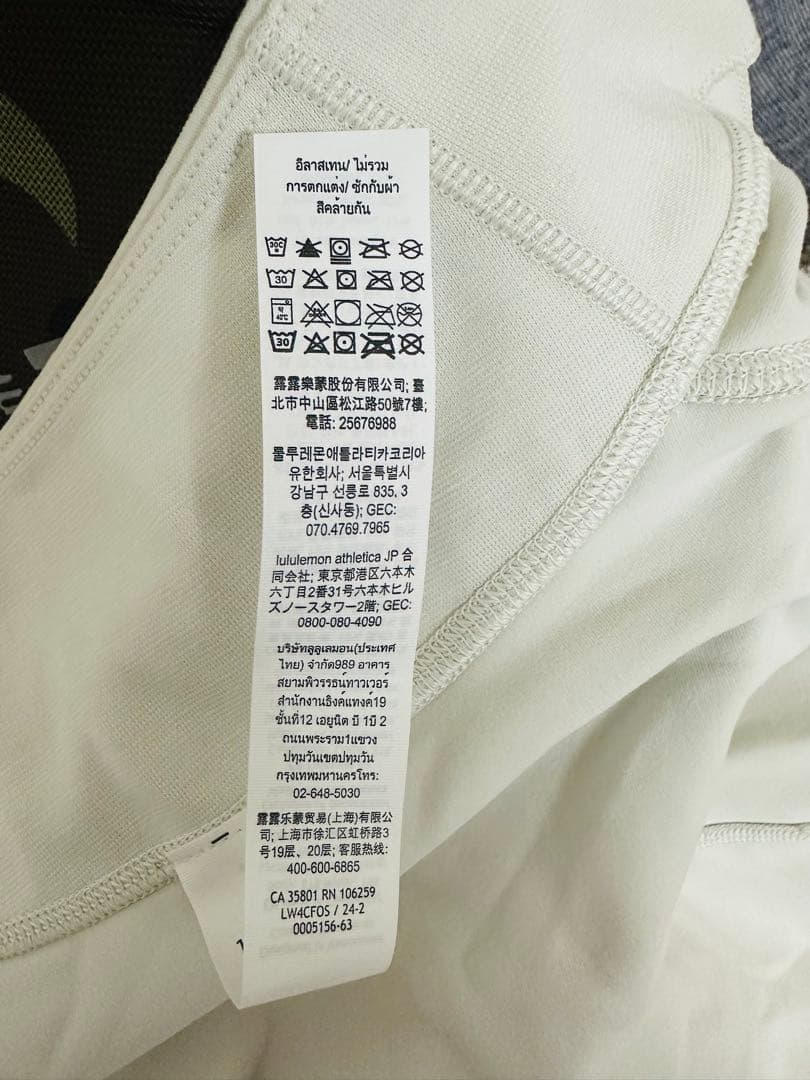 อีลาสเทน/ ไม่รวม
การตกแต่ง/ ซักกับผ้า
สีคล้ายกัน
30C
30
약
40℃
30
露露樂蒙股份有限公司; 臺
北市中山區松江路50號7樓;
電話: 25676988
룰루레몬애틀라티카코리아
유한회사; 서울특별시
강남구 선릉로 835, 3
층(신사동); GEC:
070.4769.7965
lululemon athletica JP 合
同会社; 東京都港区六本木
六丁目2番31号六本木ヒル
ズノースタワー2階; GEC:
0800-080-4090
บริษัทลูลูเลมอน(ประเทศ
ไทย) จำกัด989 อาคาร
สยามพิวรรธน์ทาวเวอร์
สำนักงานธิงค์แทงค์19
ชั้นที่12 เอยูนิต บี 1บี 2
ถนนพระราม1แขวง
ปทุมวันเขตปทุมวัน
กรุงเทพมหานครโทร:
02-648-5030
露露乐蒙贸易(上海)有限公
司; 上海市徐汇区虹桥路3
号19层、20层; 客服热线:
400-600-6865
CA 35801 RN 106259
LW4CFOS / 24-2
0005156-63